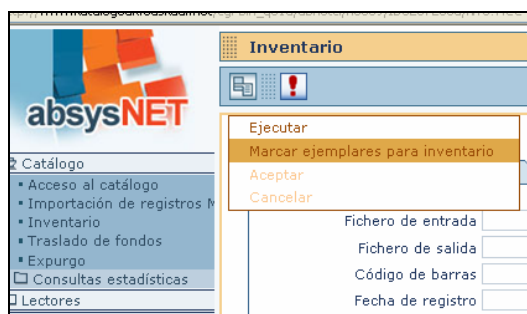 Inventario
absysNET
Ejecutar
Marcar ejemplares para inventario
Aceptar
Cancelar
Catálogo
Acceso al catálogo
Importación de registros M
Inventario
Traslado de fondos
Expurgo
Consultas estadísticas
Lectores
Fichero de entrada
Fichero de salida
Código de barras
Fecha de registro